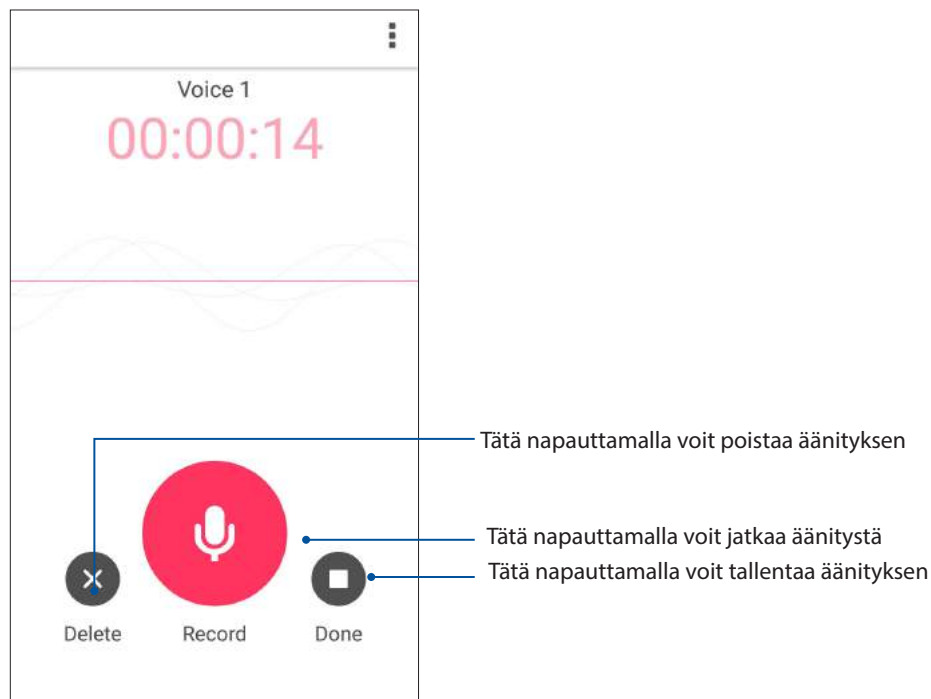 Voice 1
00:00:14
Tätä napauttamalla voit poistaa äänityksen
Tätä napauttamalla voit jatkaa äänitystä
Tätä napauttamalla voit tallentaa äänityksen
Delete
Record
Done